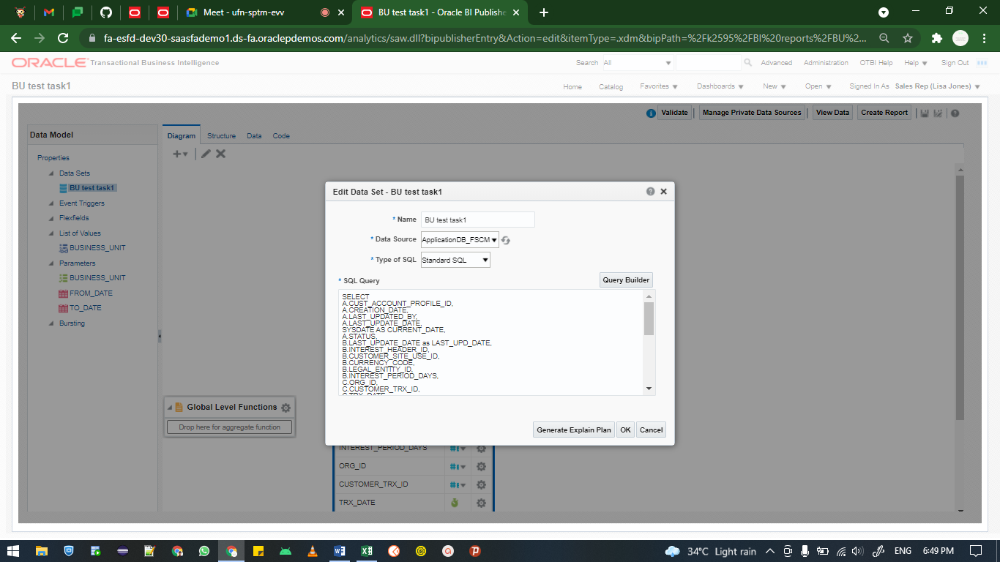 Meet - ufn-sptm-evv
BU test task1 - Oracle BI Publishe
fa-esfd-dev30-saasfademo1.ds-fa.oraclepdemos.com/analytics/saw.dll?bipublisherEntry&Action=edit&itemType=.xdm&bipPath=%2Fk2595%2FBI%20reports%2FBU%2...
ORACLE Transactional Business Intelligence
Search All Advanced Administration OTBI Help Help Sign Out
BU test task1
Home Catalog Favorites Dashboards New Open Signed In As Sales Rep (Lisa Jones)
Validate Manage Private Data Sources View Data Create Report
Data Model
Diagram Structure Data Code
Properties
Data Sets
BU test task1
Event Triggers
Flexfields
List of Values
BUSINESS_UNIT
Parameters
BUSINESS_UNIT
FROM_DATE
TO_DATE
Bursting
Edit Data Set - BU test task1
* Name BU test task1
* Data Source ApplicationDB_FSCM
* Type of SQL Standard SQL
* SQL Query
Query Builder
SELECT
A.CUST_ACCOUNT_PROFILE_ID,
A.CREATION_DATE,
A.LAST_UPDATED_BY,
A.LAST_UPDATE_DATE,
SYSDATE AS CURRENT_DATE,
A.STATUS,
B.LAST_UPDATE_DATE as LAST_UPD_DATE,
B.INTEREST_HEADER_ID,
B.CUSTOMER_SITE_USE_ID,
B.CURRENCY_CODE,
B.LEGAL_ENTITY_ID,
B.INTEREST_PERIOD_DAYS,
C.ORG_ID,
C.CUSTOMER_TRX_ID,
C.TRX_DATE
Generate Explain Plan OK Cancel
Global Level Functions
Drop here for aggregate function
INTEREST_PERIOD_DAYS
ORG_ID
CUSTOMER_TRX_ID
TRX_DATE
34°C Light rain ENG 6:49 PM